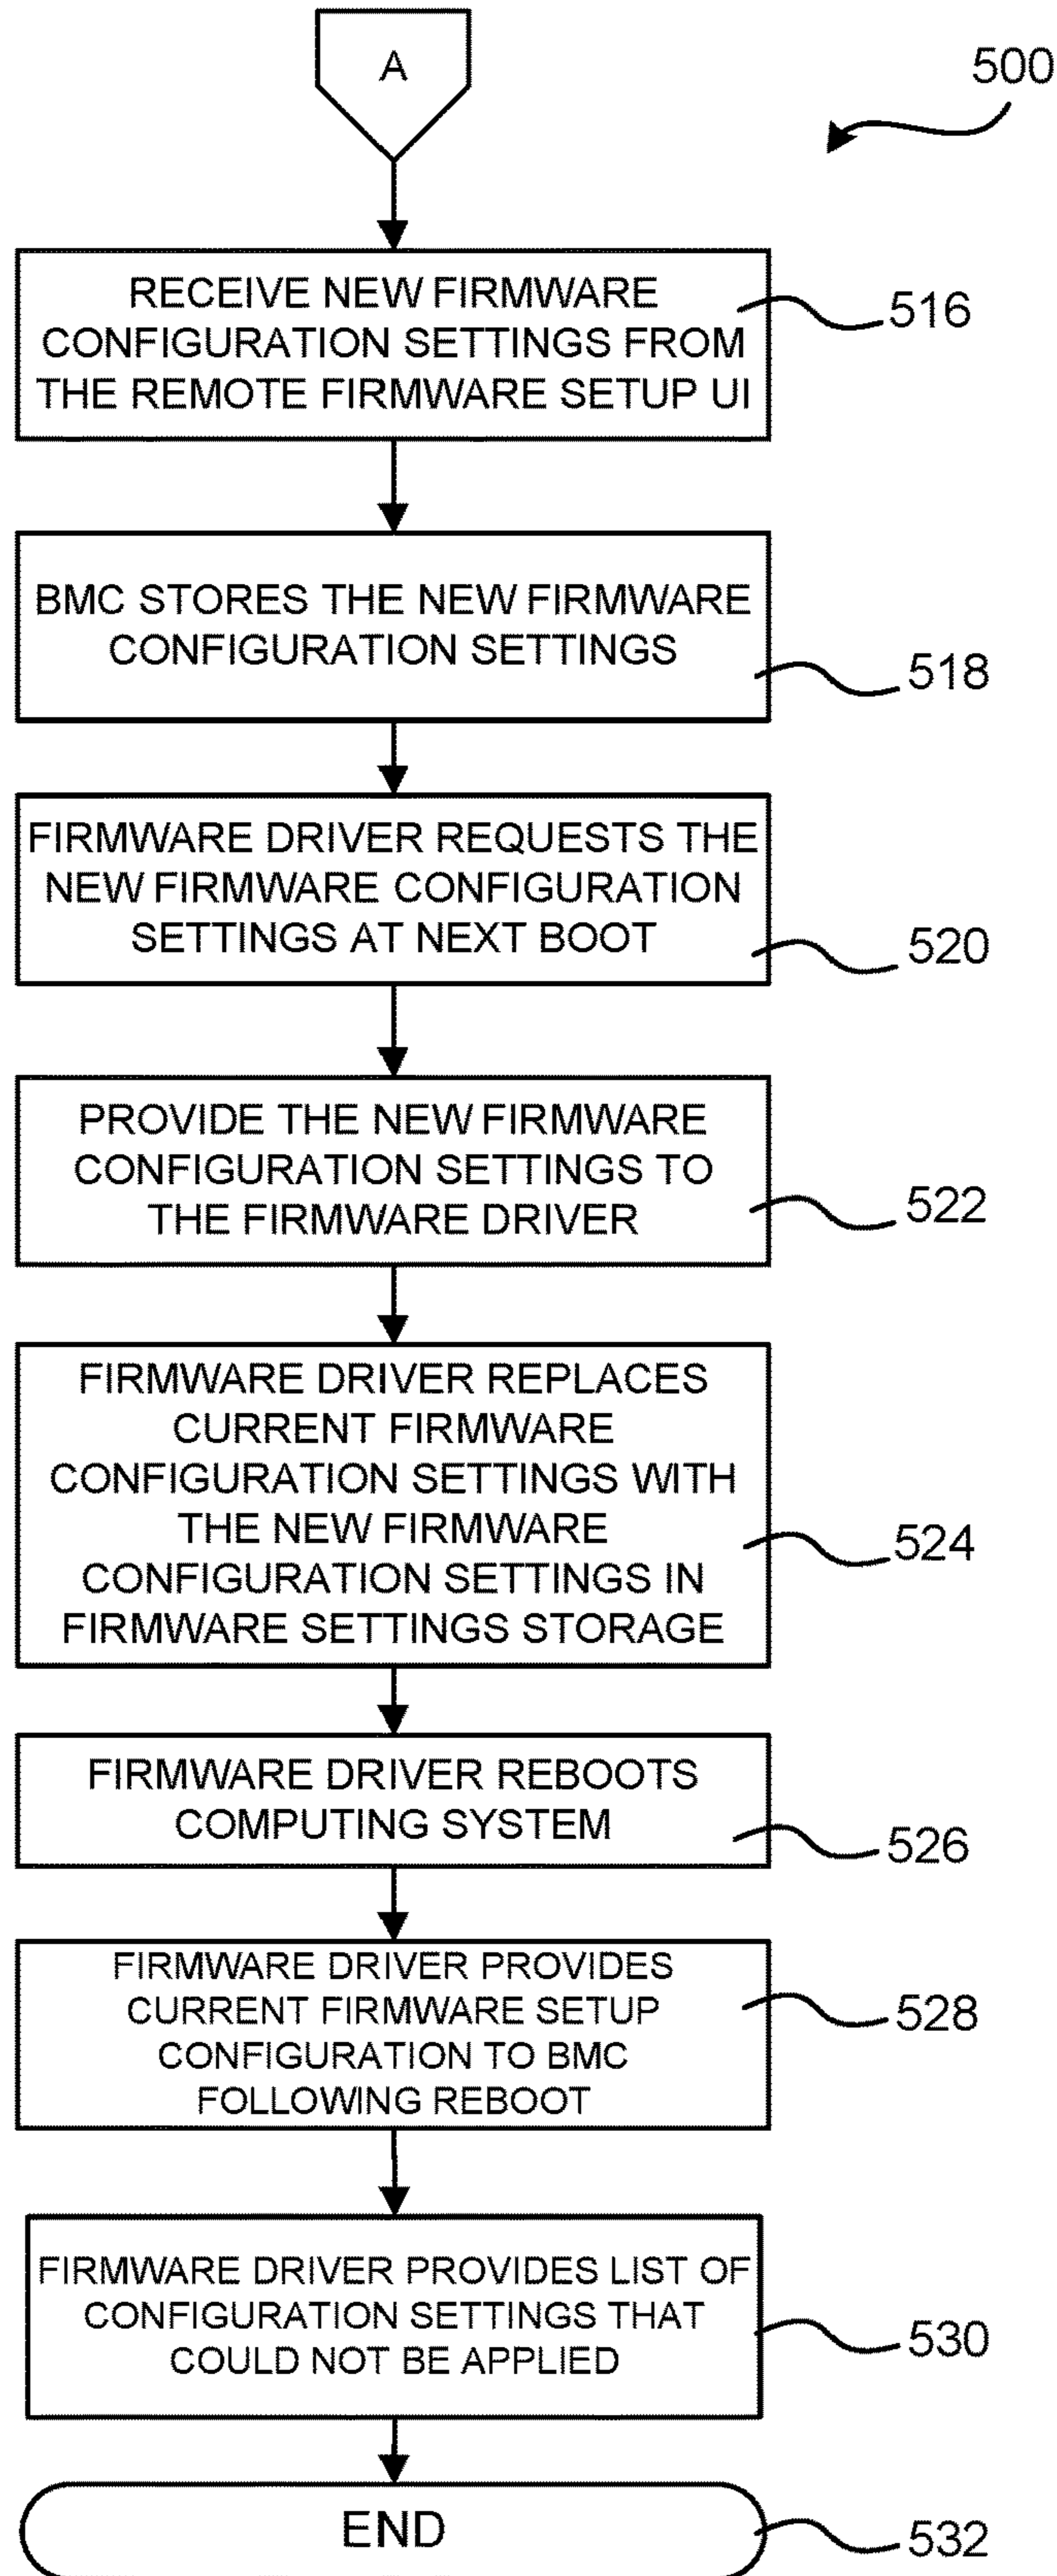 A
500
RECEIVE NEW FIRMWARE
CONFIGURATION SETTINGS FROM
THE REMOTE FIRMWARE SETUP UI
516
BMC STORES THE NEW FIRMWARE
CONFIGURATION SETTINGS
518
FIRMWARE DRIVER REQUESTS THE
NEW FIRMWARE CONFIGURATION
SETTINGS AT NEXT BOOT
520
PROVIDE THE NEW FIRMWARE
CONFIGURATION SETTINGS TO
THE FIRMWARE DRIVER
522
FIRMWARE DRIVER REPLACES
CURRENT FIRMWARE
CONFIGURATION SETTINGS WITH
THE NEW FIRMWARE
CONFIGURATION SETTINGS IN
FIRMWARE SETTINGS STORAGE
524
FIRMWARE DRIVER REBOOTS
COMPUTING SYSTEM
526
FIRMWARE DRIVER PROVIDES
CURRENT FIRMWARE SETUP
CONFIGURATION TO BMC
FOLLOWING REBOOT
528
FIRMWARE DRIVER PROVIDES LIST OF
CONFIGURATION SETTINGS THAT
COULD NOT BE APPLIED
530
END
532